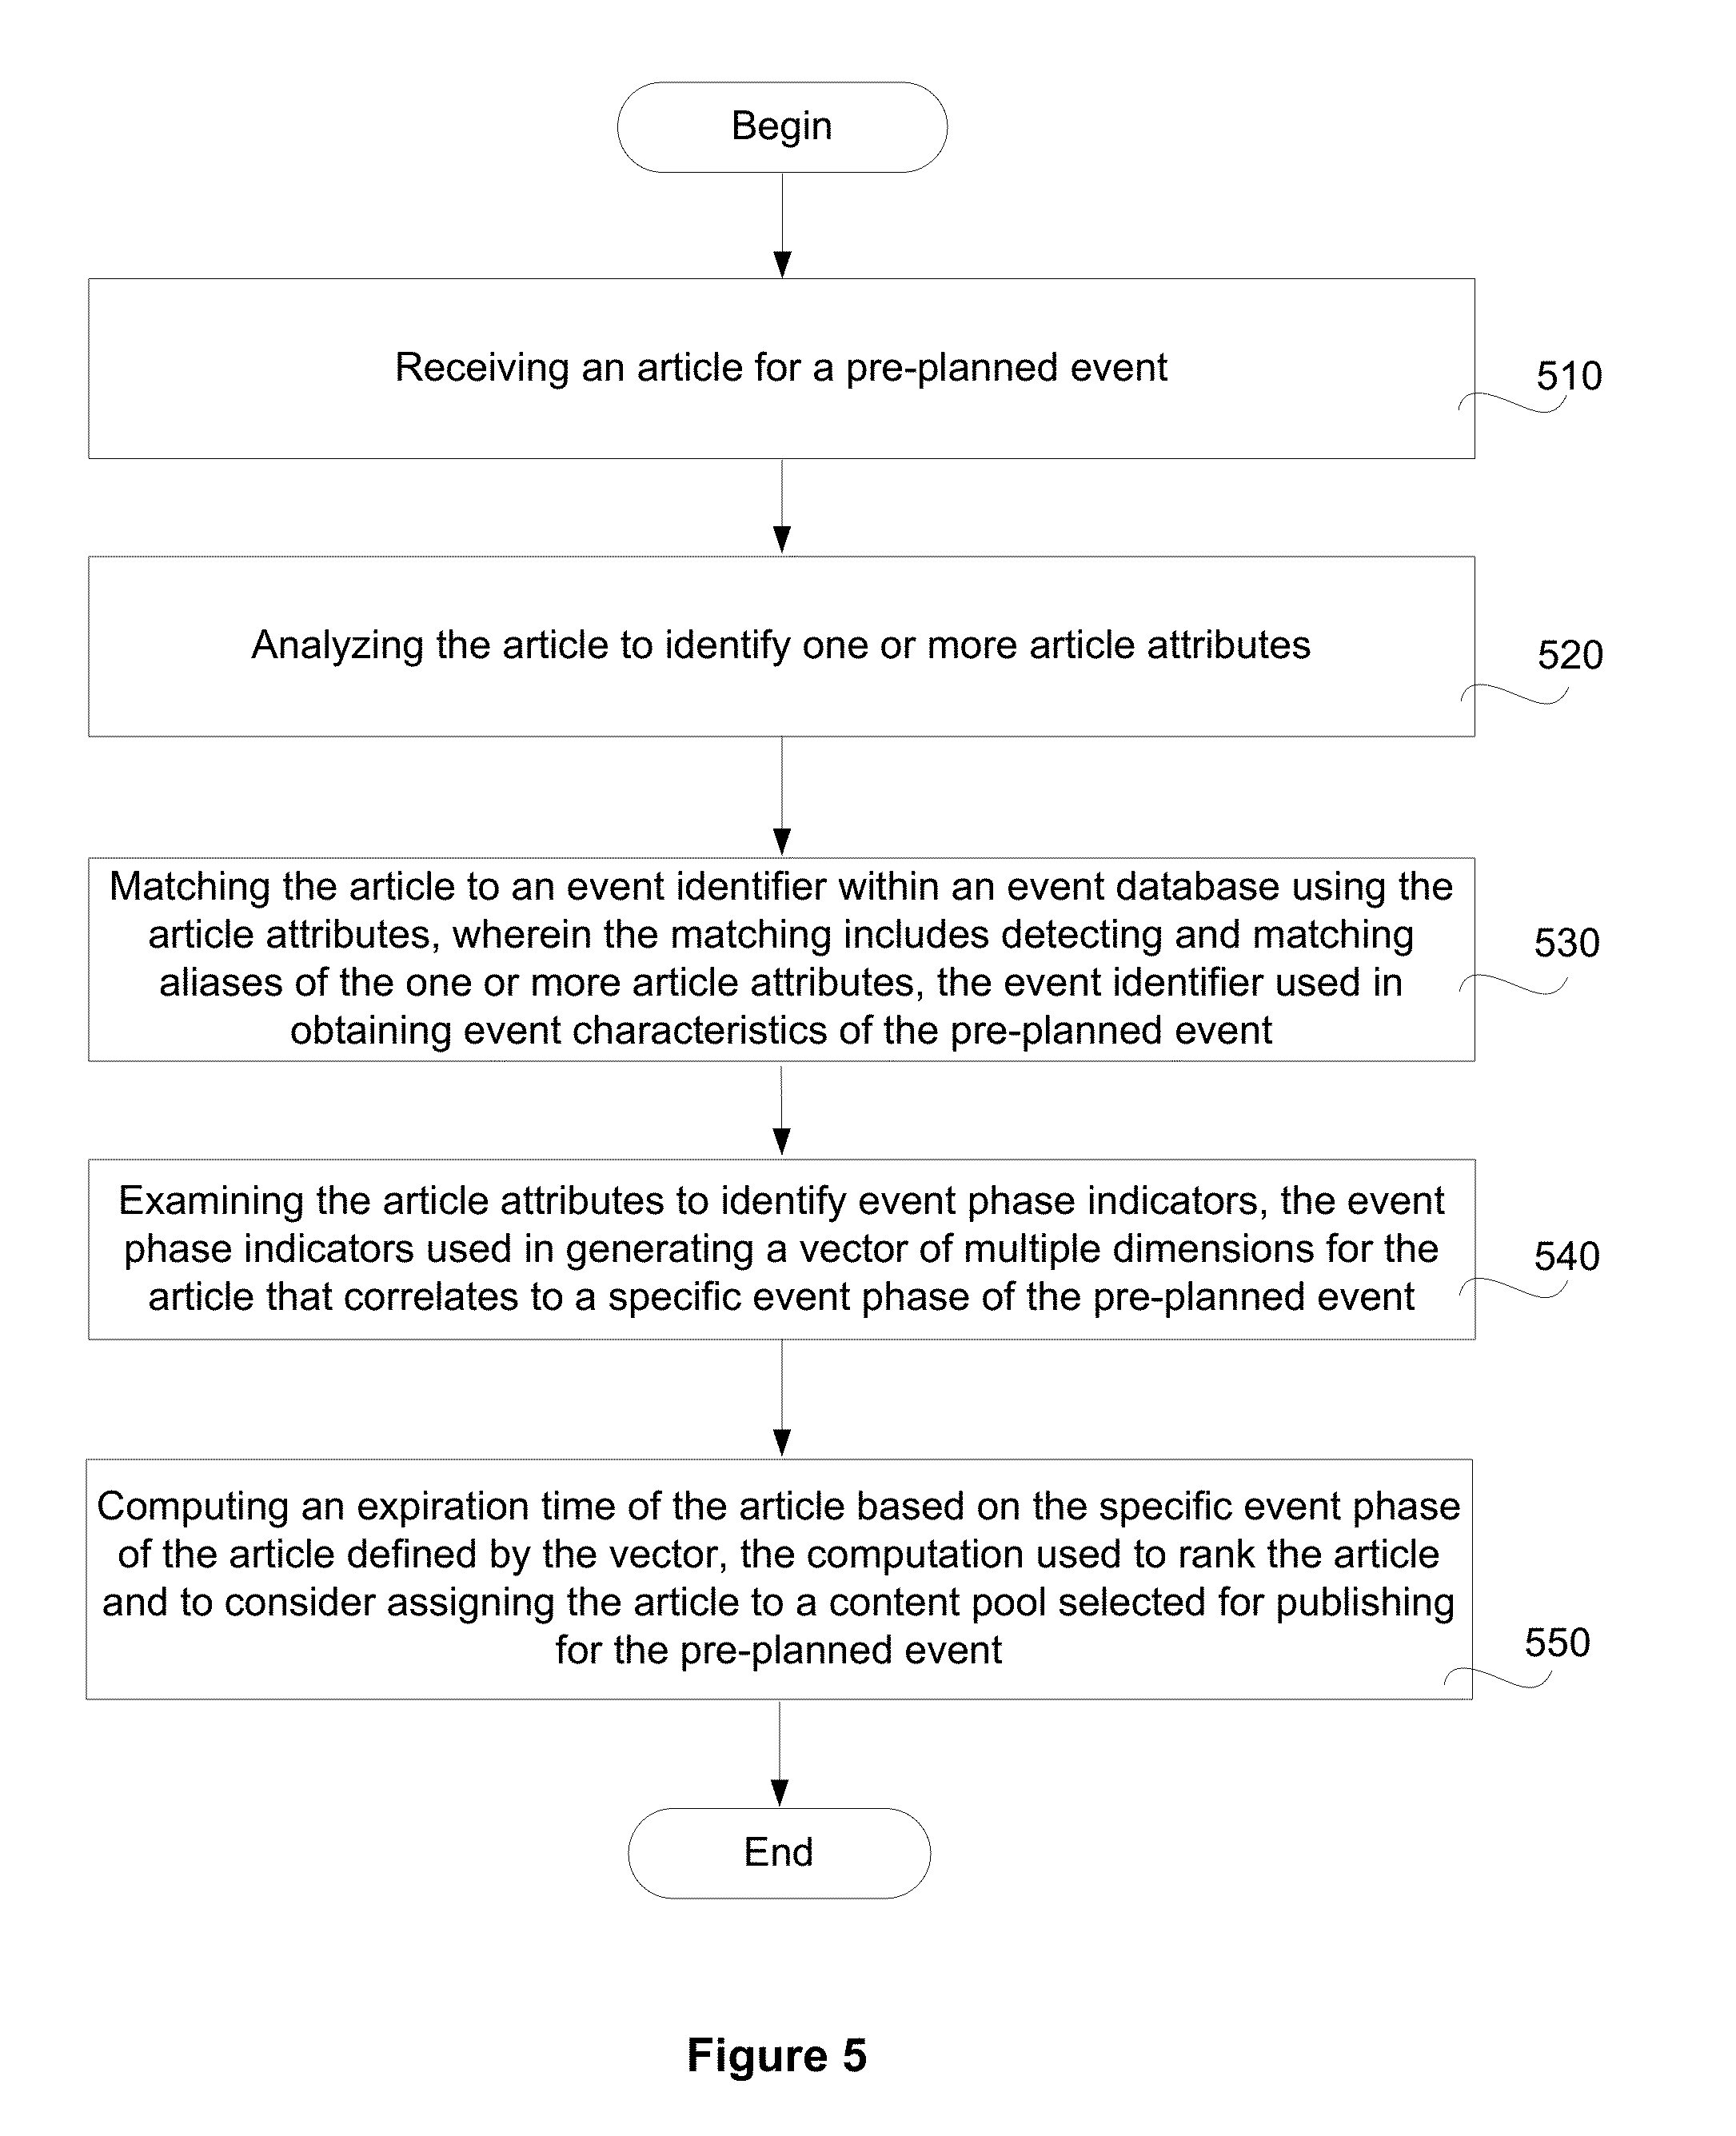 Begin
Receiving an article for a pre-planned event
510
Analyzing the article to identify one or more article attributes
520
Matching the article to an event identifier within an event database using the
article attributes, wherein the matching includes detecting and matching
aliases of the one or more article attributes, the event identifier used in
obtaining event characteristics of the pre-planned event
530
Examining the article attributes to identify event phase indicators, the event
phase indicators used in generating a vector of multiple dimensions for the
article that correlates to a specific event phase of the pre-planned event
540
Computing an expiration time of the article based on the specific event phase
of the article defined by the vector, the computation used to rank the article
and to consider assigning the article to a content pool selected for publishing
for the pre-planned event
550
End
Figure 5